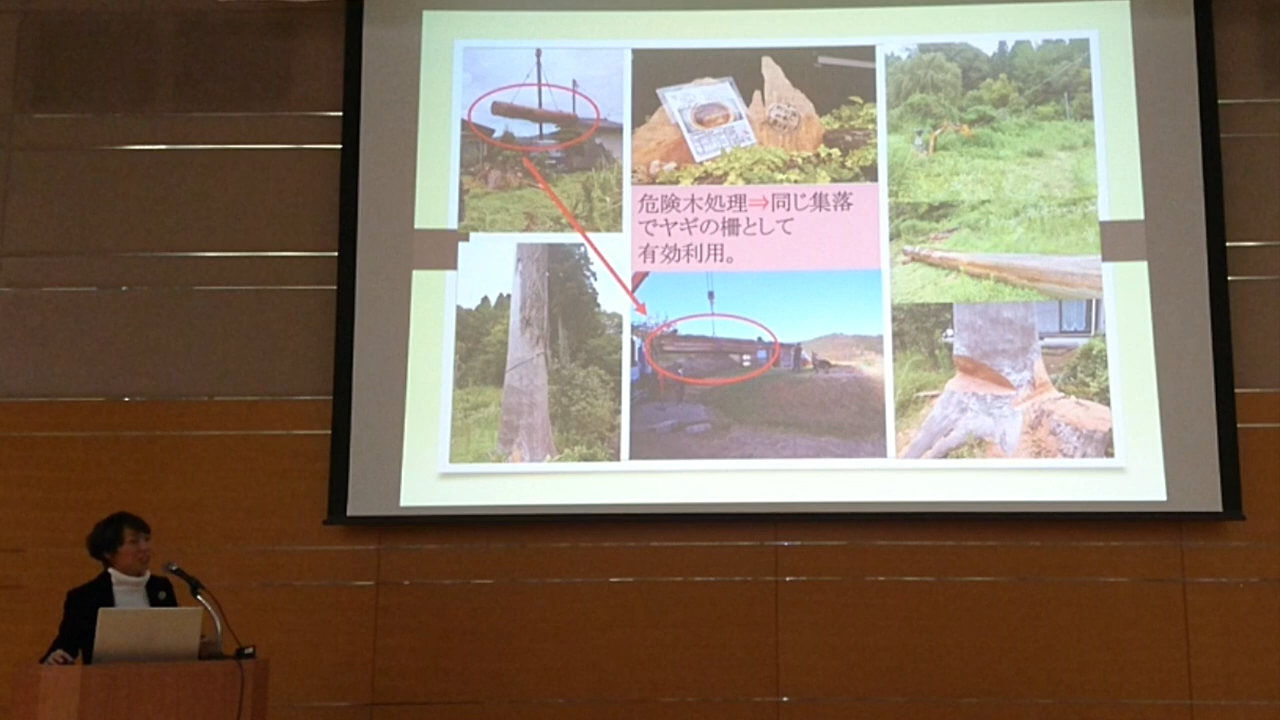 危険木処理⇒同じ集落
でヤギの柵として
有効利用。